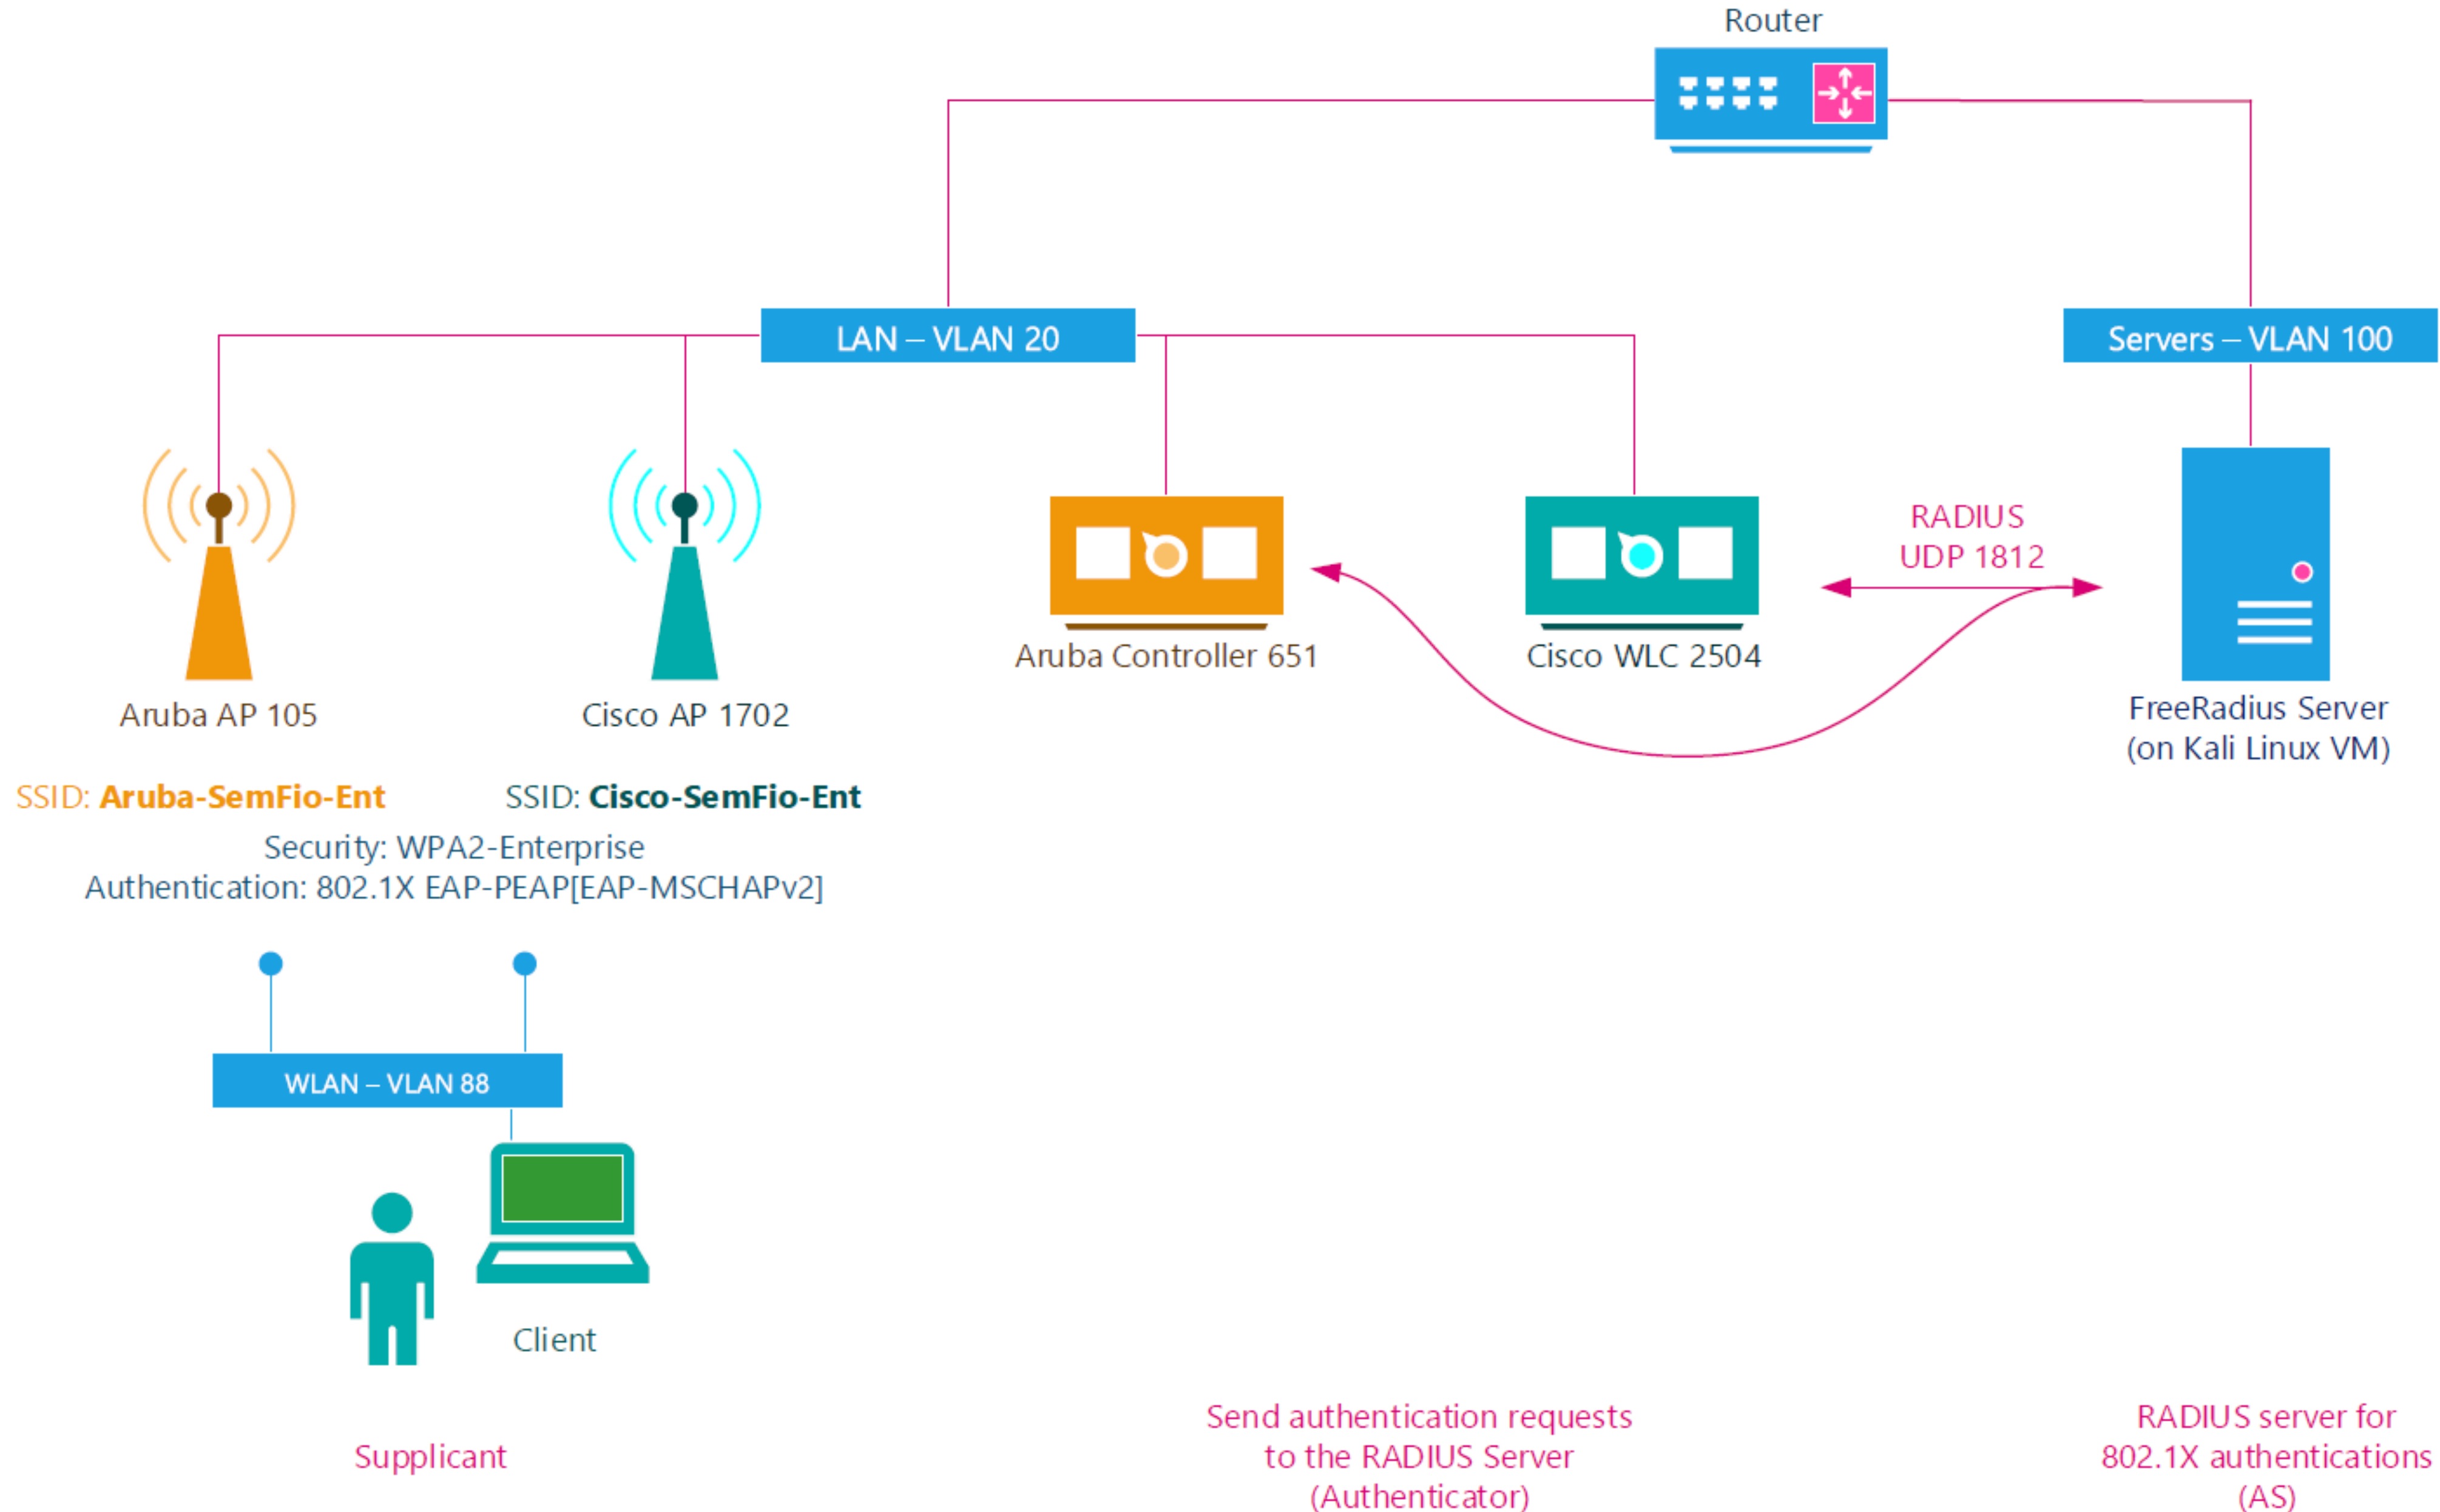 Router
LAN – VLAN 20
Servers – VLAN 100
RADIUS
UDP 1812
Aruba AP 105
Cisco AP 1702
Aruba Controller 651
Cisco WLC 2504
FreeRadius Server
(on Kali Linux VM)
SSID: Aruba-SemFio-Ent
SSID: Cisco-SemFio-Ent
Security: WPA2-Enterprise
Authentication: 802.1X EAP-PEAP[EAP-MSCHAPv2]
WLAN – VLAN 88
Client
Supplicant
Send authentication requests
to the RADIUS Server
(Authenticator)
RADIUS server for
802.1X authentications
(AS)